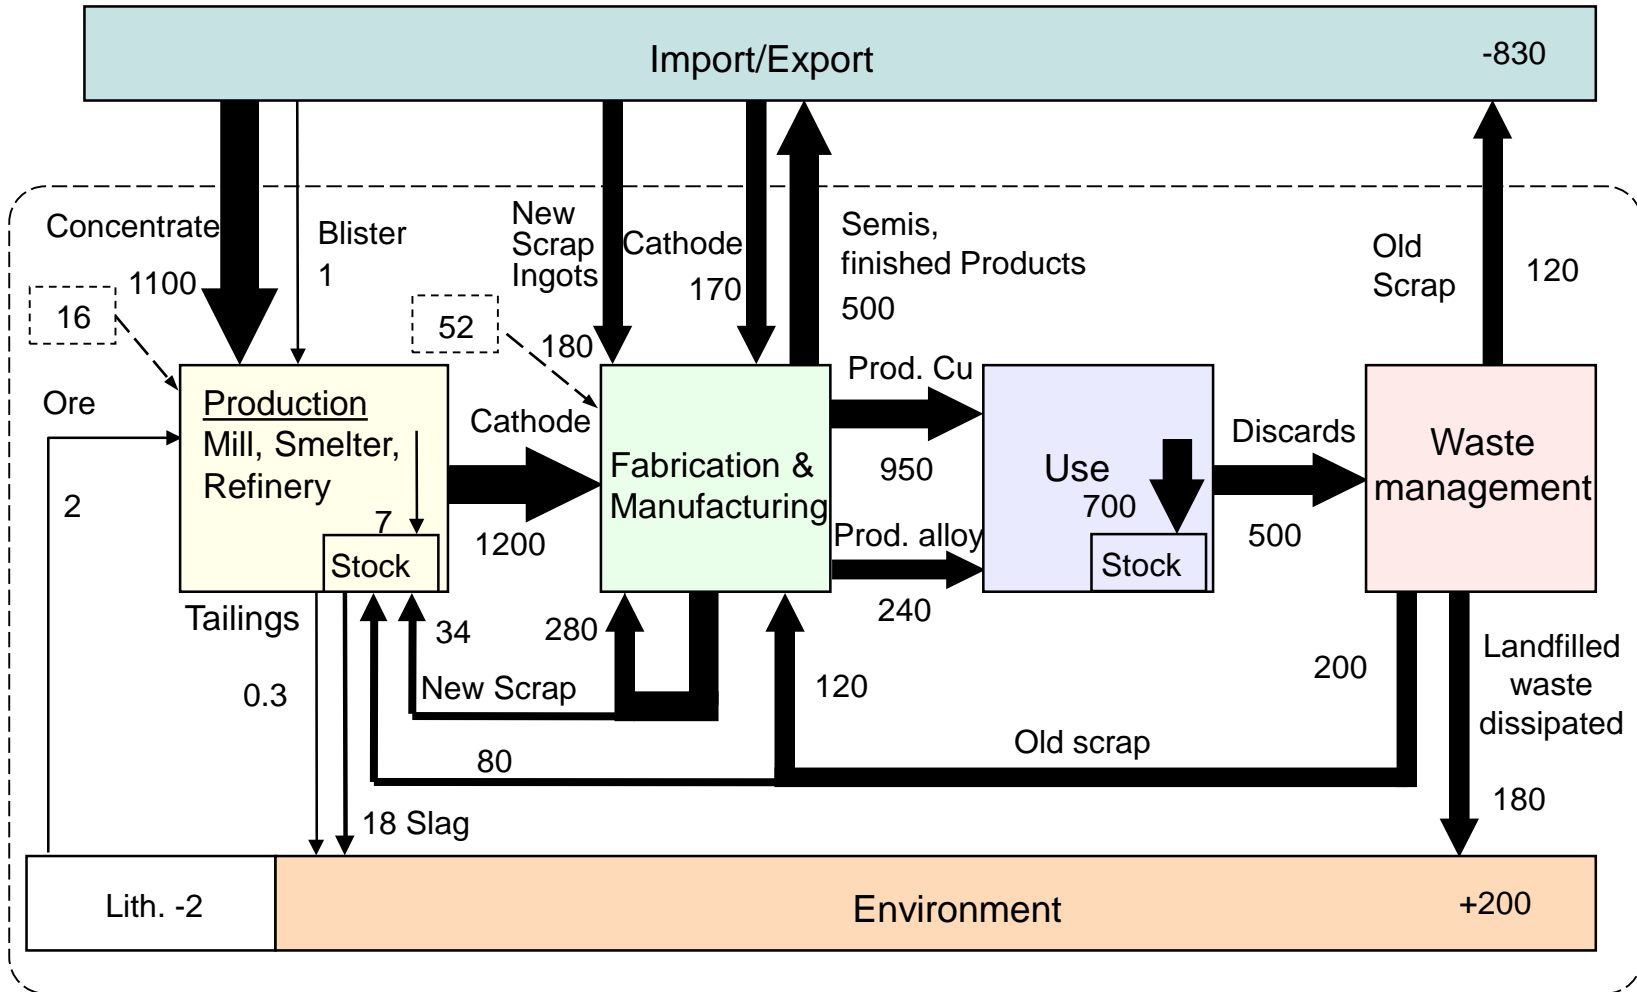 Import/Export
-830
Concentrate
1100
Blister
1
New
Scrap
Ingots
180
Cathode
170
Semis,
finished Products
500
Old
Scrap
120
16
52
Ore
2
Production
Mill, Smelter,
Refinery
7
Stock
Cathode
1200
Fabrication &
Manufacturing
Prod. Cu
950
Prod. alloy
240
Use
700
Stock
Discards
500
Waste
management
Tailings
0.3
34
280
New Scrap
120
80
Old scrap
200
Landfilled
waste
dissipated
180
18 Slag
Lith. -2
Environment
+200